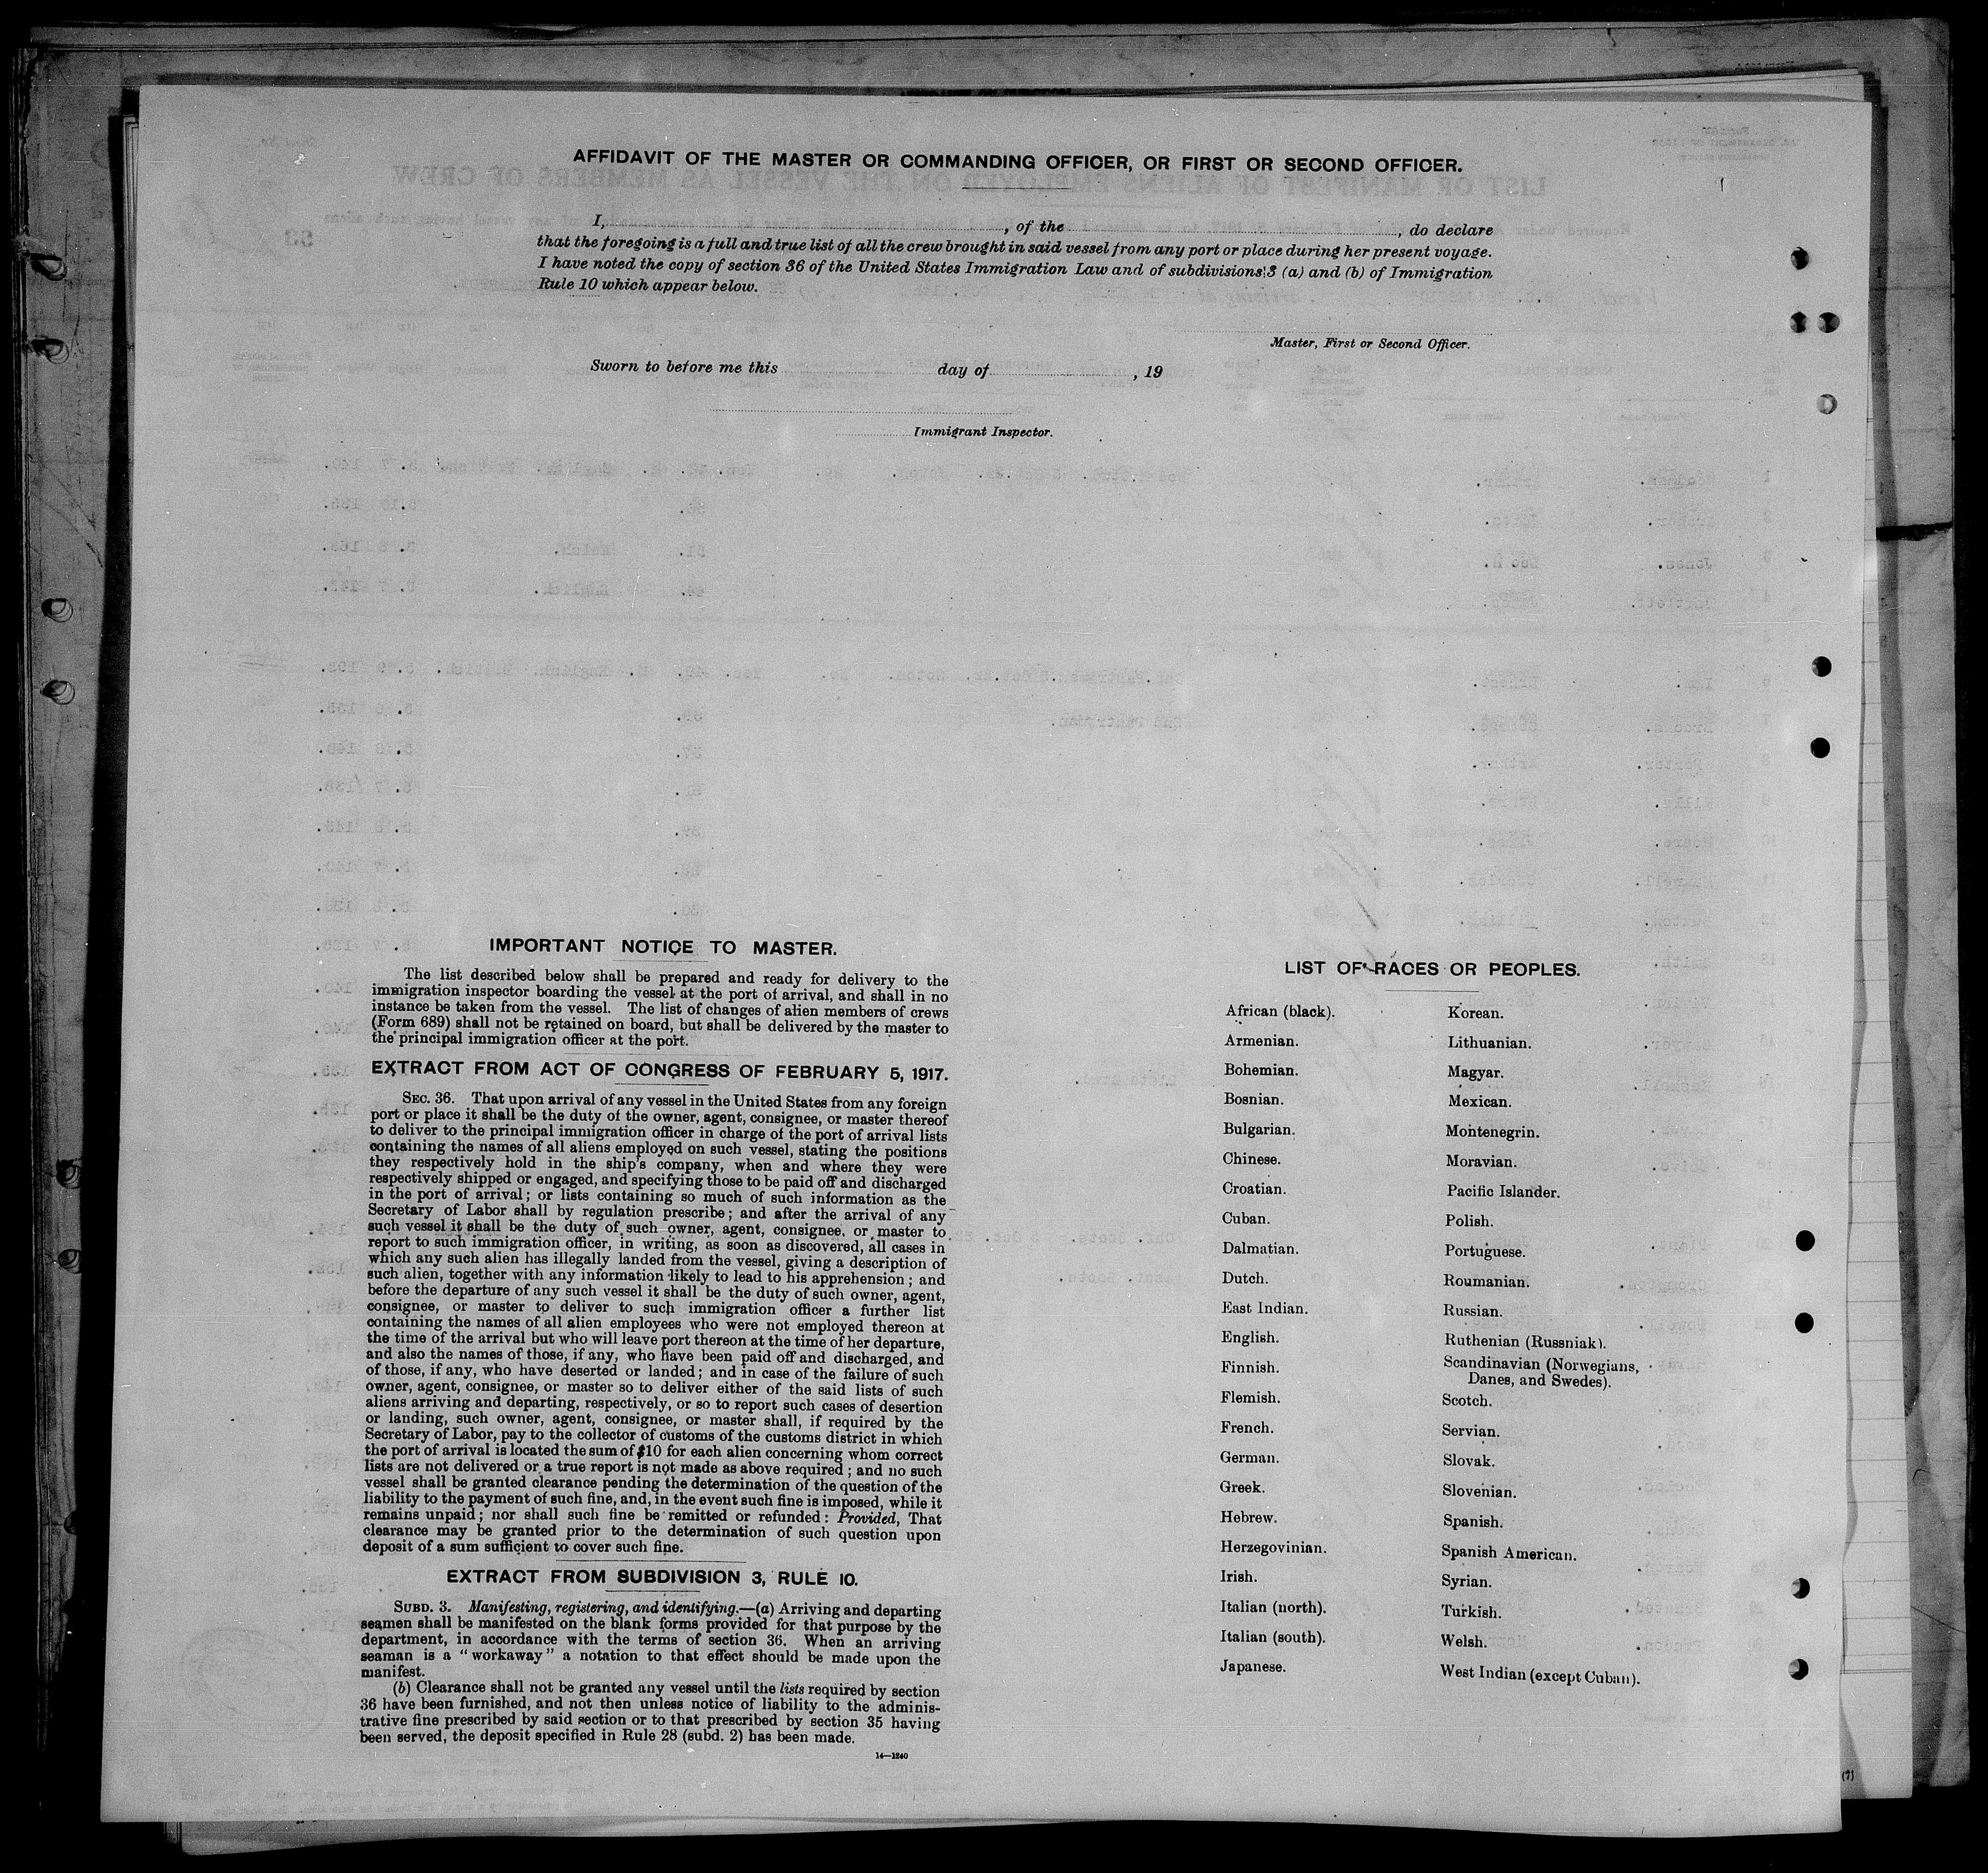 AFFIDAVIT OF THE MASTER OR COMMANDING OFFICER, OR FIRST OR SECOND OFFICER.
I, , of the , do declare
that the foregoing is a full and true list of all the crew brought in said vessel from any port or place during her present voyage.
I have noted the copy of section 36 of the United States Immigration Law and of subdivisions 3 (a) and (b) of Immigration
Rule 10 which appear below.
Master, First or Second Officer.
Sworn to before me this day of , 19
Immigrant Inspector.
IMPORTANT NOTICE TO MASTER.
The list described below shall be prepared and ready for delivery to the
immigration inspector boarding the vessel at the port of arrival, and shall in no
instance be taken from the vessel. The list of changes of alien members of crews
(Form 689) shall not be retained on board, but shall be delivered by the master to
the principal immigration officer at the port.
EXTRACT FROM ACT OF CONGRESS OF FEBRUARY 5, 1917.
SEC. 36. That upon arrival of any vessel in the United States from any foreign
port or place it shall be the duty of the owner, agent, consignee, or master thereof
to deliver to the principal immigration officer in charge of the port of arrival lists
containing the names of all aliens employed on such vessel, stating the positions
they respectively hold in the ship's company, when and where they were
respectively shipped or engaged, and specifying those to be paid off and discharged
in the port of arrival; or lists containing so much of such information as the
Secretary of Labor shall by regulation prescribe; and after the arrival of any
such vessel it shall be the duty of such owner, agent, consignee, or master to
report to such immigration officer, in writing, as soon as discovered, all cases in
which any such alien has illegally landed from the vessel, giving a description of
such alien, together with any information likely to lead to his apprehension; and
before the departure of any such vessel it shall be the duty of such owner, agent,
consignee, or master to deliver to such immigration officer a further list
containing the names of all alien employees who were not employed thereon at
the time of the arrival but who will leave port thereon at the time of her departure,
and also the names of those, if any, who have been paid off and discharged, and
of those, if any, who have deserted or landed; and in case of the failure of such
owner, agent, consignee, or master so to deliver either of the said lists of such
aliens arriving and departing, respectively, or so to report such cases of desertion
or landing, such owner, agent, consignee, or master shall, if required by the
Secretary of Labor, pay to the collector of customs of the customs district in which
the port of arrival is located the sum of $10 for each alien concerning whom correct
lists are not delivered or a true report is not made as above required; and no such
vessel shall be granted clearance pending the determination of the question of the
liability to the payment of such fine, and, in the event such fine is imposed, while it
remains unpaid; nor shall such fine be remitted or refunded: Provided, That
clearance may be granted prior to the determination of such question upon
deposit of a sum sufficient to cover such fine.
EXTRACT FROM SUBDIVISION 3, RULE 10.
SUBD. 3. Manifesting, registering, and identifying.—(a) Arriving and departing
seamen shall be manifested on the blank forms provided for that purpose by the
department, in accordance with the terms of section 36. When an arriving
seaman is a "workaway" a notation to that effect should be made upon the
manifest.
(b) Clearance shall not be granted any vessel until the lists required by section
36 have been furnished, and not then unless notice of liability to the adminis-
trative fine prescribed by said section or to that prescribed by section 35 having
been served, the deposit specified in Rule 28 (subd. 2) has been made.
14—1240
LIST OF RACES OR PEOPLES.
African (black).
Armenian.
Bohemian.
Bosnian.
Bulgarian.
Chinese.
Croatian.
Cuban.
Dalmatian.
Dutch.
East Indian.
English.
Finnish.
Flemish.
French.
German.
Greek.
Hebrew.
Herzegovinian.
Irish.
Italian (north).
Italian (south).
Japanese.
Korean.
Lithuanian.
Magyar.
Mexican.
Montenegrin.
Moravian.
Pacific Islander.
Polish.
Portuguese.
Roumanian.
Russian.
Ruthenian (Russniak).
Scandinavian (Norwegians,
Danes, and Swedes).
Scotch.
Servian.
Slovak.
Slovenian.
Spanish.
Spanish American.
Syrian.
Turkish.
Welsh.
West Indian (except Cuban).